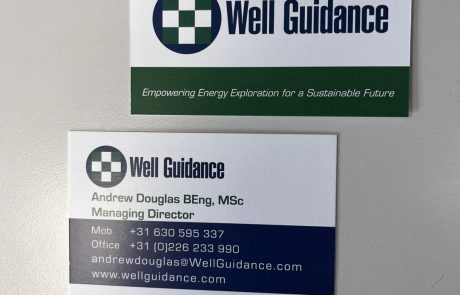 Well Guidance
Empowering Energy Exploration for a Sustainable Future
Well Guidance
Andrew Douglas BEng, MSc
Managing Director
Mob +31 630 595 337
Office +31 (0)226 233 990
andrewdouglas@WellGuidance.com
www.wellguidance.com